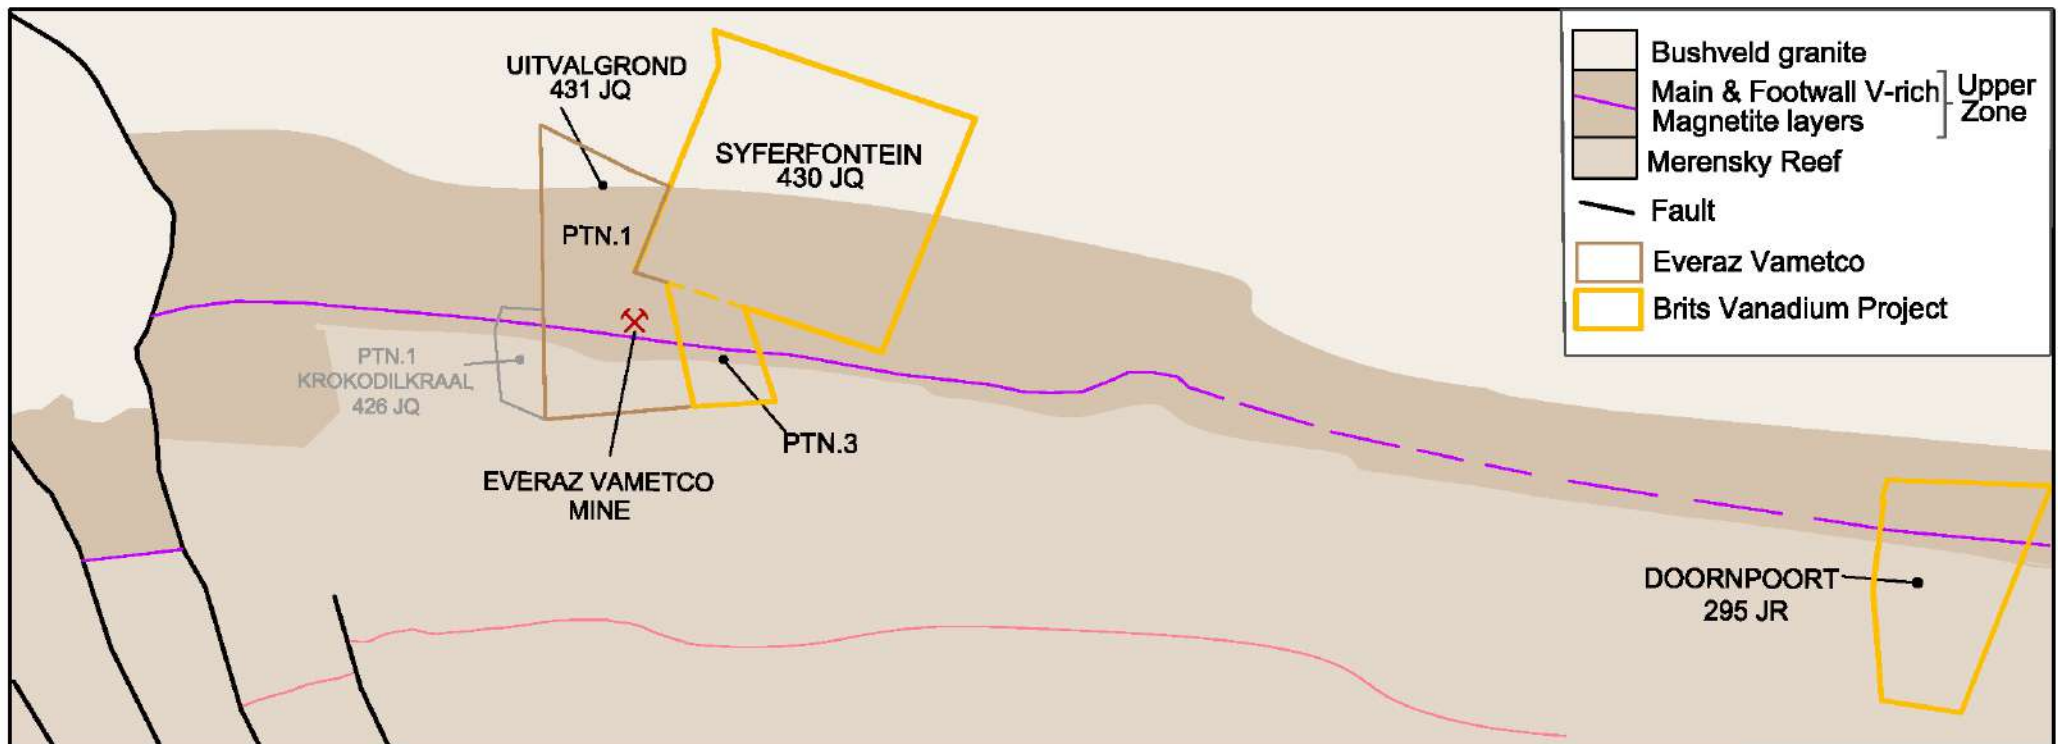 UITVALGROND
431 JQ
SYFERFONTEIN
430 JQ
PTN.1
PTN.1
KROKODILKRAAL
426 JQ
PTN.3
EVERAZ VAMETCO
MINE
DOORNPOORT
295 JR
Bushveld granite
Main & Footwall V-rich
Magnetite layers
Upper
Zone
Merensky Reef
Fault
Everaz Vametco
Brits Vanadium Project